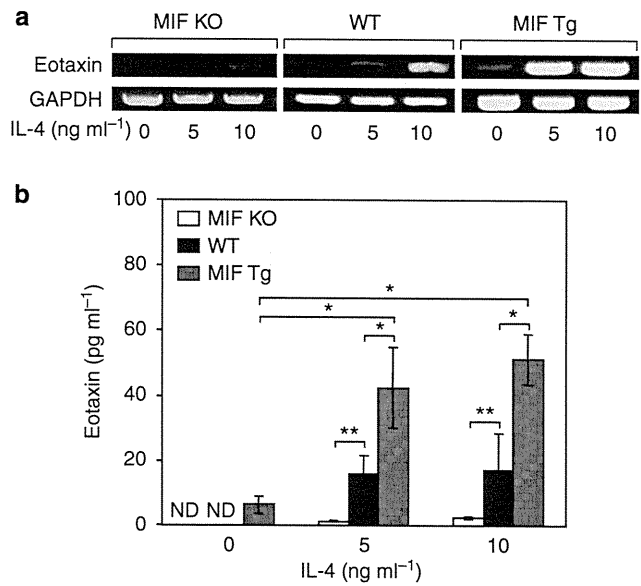 a
MIF KO WT MIF Tg
Eotaxin
GAPDH
IL-4 (ng ml⁻¹) 0 5 10 0 5 10 0 5 10
b
100
80
60
40
20
0
Eotaxin (pg ml⁻¹)
MIF KO
WT
MIF Tg
*
*
*
*
**
**
ND ND
0 5 10
IL-4 (ng ml⁻¹)